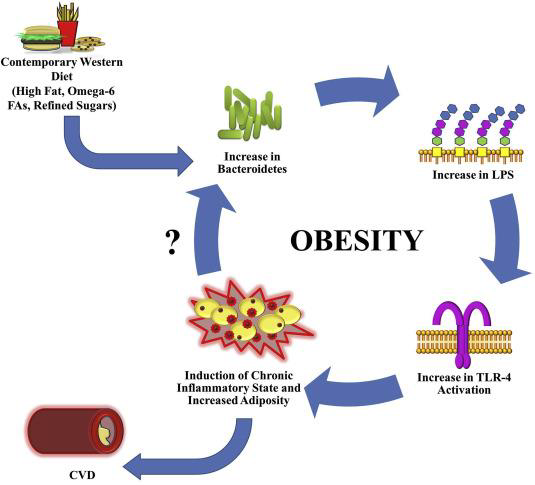 Contemporary Western
Diet
(High Fat, Omega-6
FAs, Refined Sugars)
Increase in
Bacteroidetes
Increase in LPS
?
OBESITY
Increase in TLR-4
Activation
Induction of Chronic
Inflammatory State and
Increased Adiposity
CVD